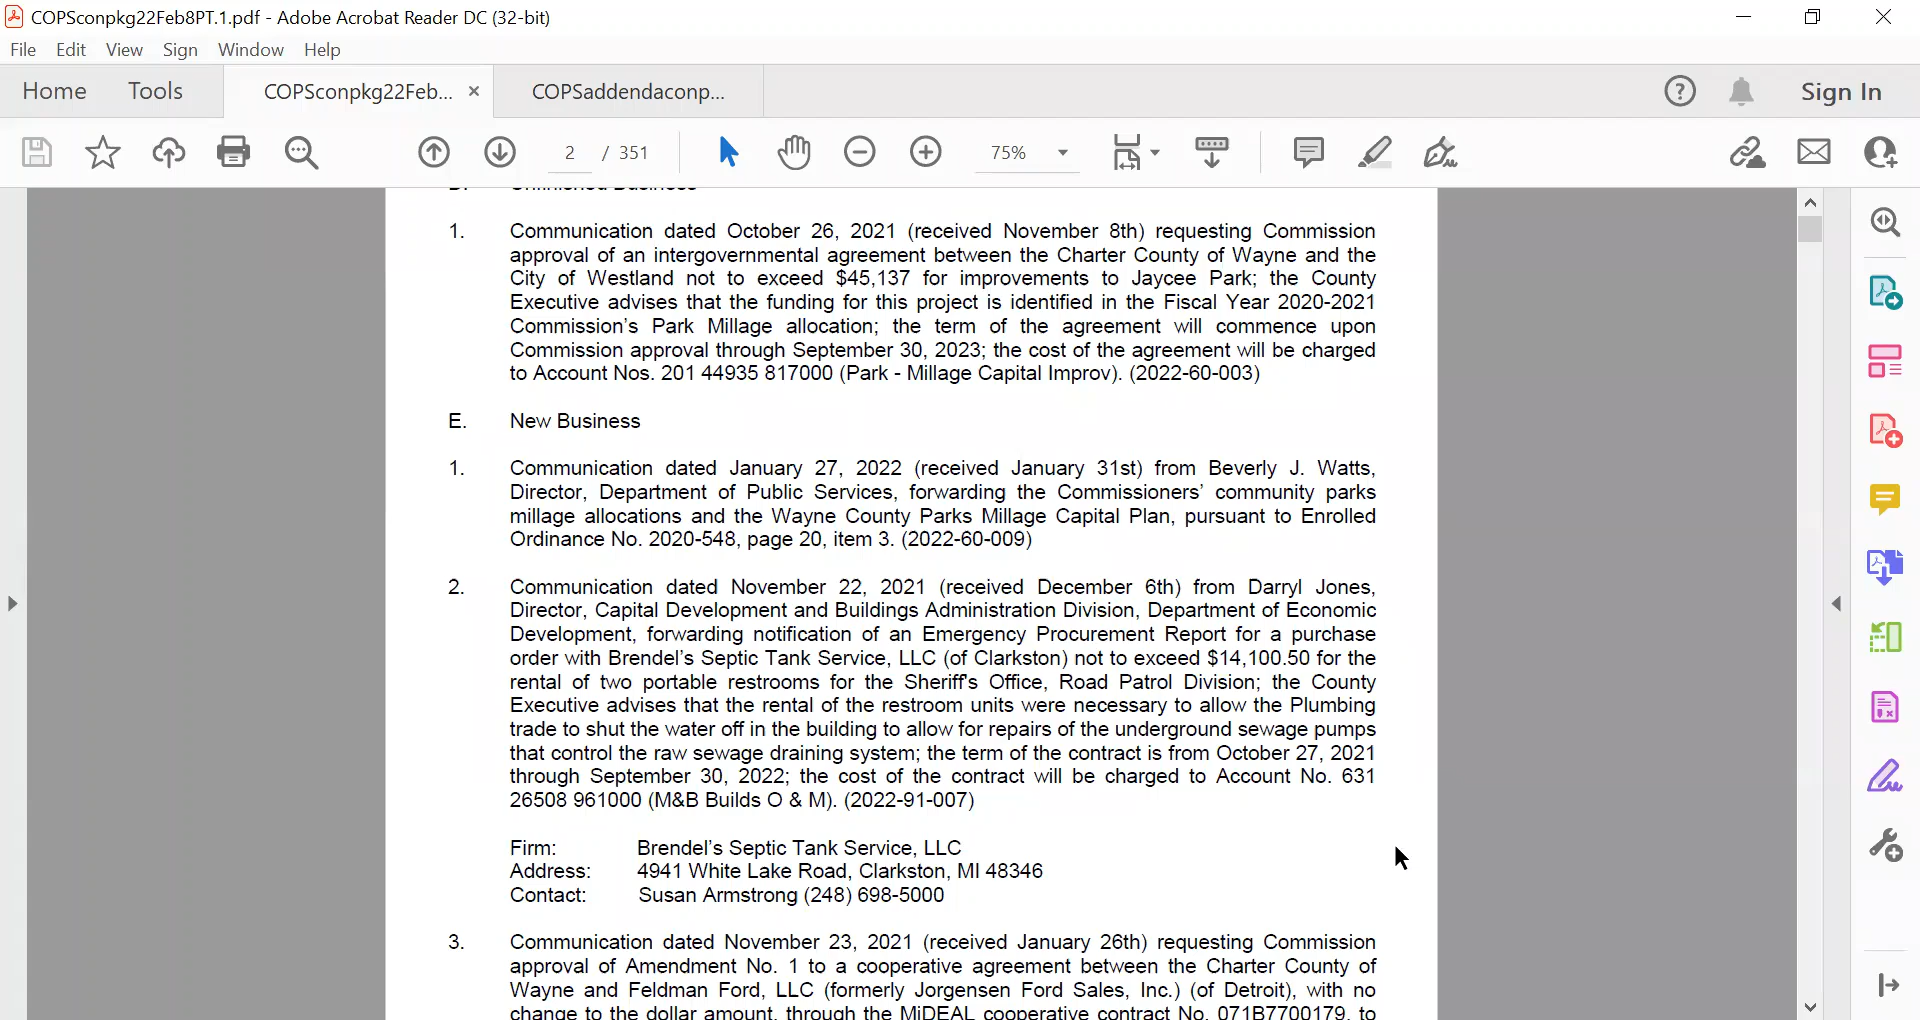 COPSconpkg22Feb8PT.1.pdf - Adobe Acrobat Reader DC (32-bit)
File Edit View Sign Window Help
Home Tools COPSconpkg22Feb... × COPSaddendaconp... Sign In
2 / 351 75%
1. Communication dated October 26, 2021 (received November 8th) requesting Commission
approval of an intergovernmental agreement between the Charter County of Wayne and the
City of Westland not to exceed $45,137 for improvements to Jaycee Park; the County
Executive advises that the funding for this project is identified in the Fiscal Year 2020-2021
Commission's Park Millage allocation; the term of the agreement will commence upon
Commission approval through September 30, 2023; the cost of the agreement will be charged
to Account Nos. 201 44935 817000 (Park - Millage Capital Improv). (2022-60-003)
E. New Business
1. Communication dated January 27, 2022 (received January 31st) from Beverly J. Watts,
Director, Department of Public Services, forwarding the Commissioners' community parks
millage allocations and the Wayne County Parks Millage Capital Plan, pursuant to Enrolled
Ordinance No. 2020-548, page 20, item 3. (2022-60-009)
2. Communication dated November 22, 2021 (received December 6th) from Darryl Jones,
Director, Capital Development and Buildings Administration Division, Department of Economic
Development, forwarding notification of an Emergency Procurement Report for a purchase
order with Brendel's Septic Tank Service, LLC (of Clarkston) not to exceed $14,100.50 for the
rental of two portable restrooms for the Sheriff's Office, Road Patrol Division; the County
Executive advises that the rental of the restroom units were necessary to allow the Plumbing
trade to shut the water off in the building to allow for repairs of the underground sewage pumps
that control the raw sewage draining system; the term of the contract is from October 27, 2021
through September 30, 2022; the cost of the contract will be charged to Account No. 631
26508 961000 (M&B Builds O & M). (2022-91-007)
Firm: Brendel's Septic Tank Service, LLC
Address: 4941 White Lake Road, Clarkston, MI 48346
Contact: Susan Armstrong (248) 698-5000
3. Communication dated November 23, 2021 (received January 26th) requesting Commission
approval of Amendment No. 1 to a cooperative agreement between the Charter County of
Wayne and Feldman Ford, LLC (formerly Jorgensen Ford Sales, Inc.) (of Detroit), with no
change to the dollar amount, through the MiDEAL cooperative contract No. 071B7700179, to